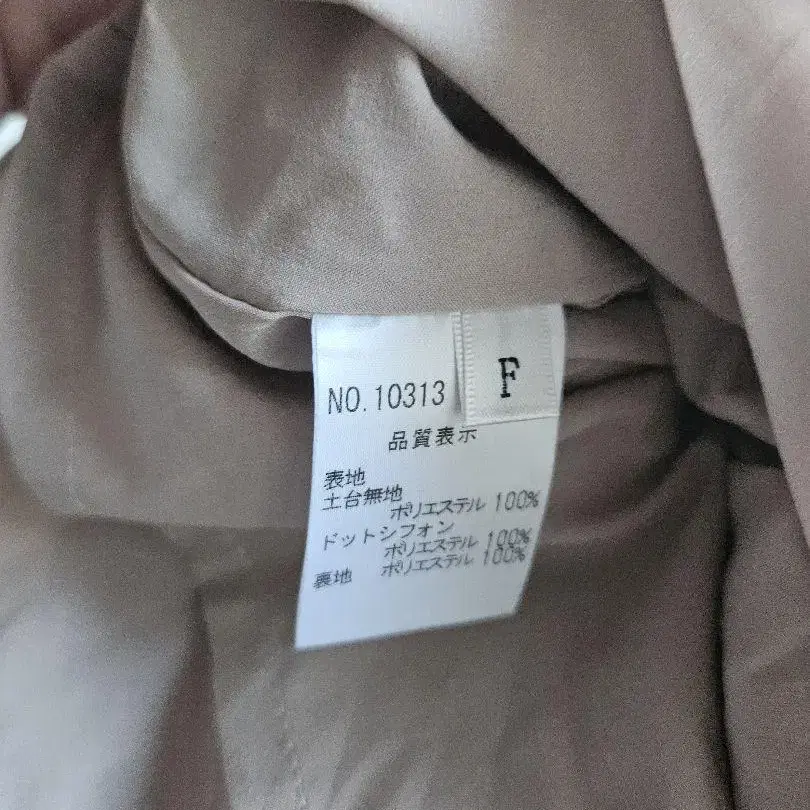 F
NO.10313
品質表示
表地
土台無地
ポリエステル 100%
ドットシフォン
ポリエステル 100%
裏地 ポリエステル 100%